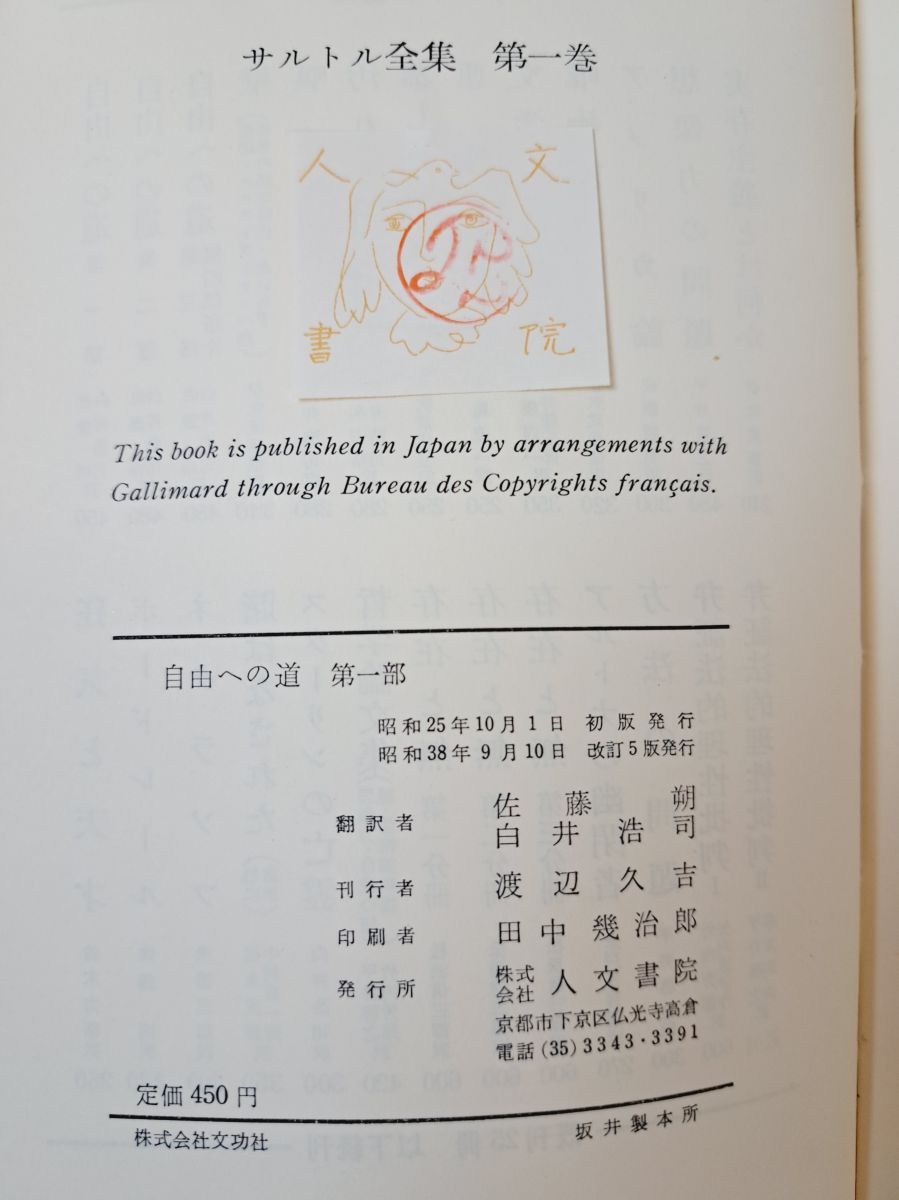 サルトル全集 第一巻
人文
書院
This book is published in Japan by arrangements with
Gallimard through Bureau des Copyrights français.
自由への道 第一部
昭和25年10月1日 初版発行
昭和38年9月10日 改訂5版発行
翻訳者 佐藤朔
白井浩司
刊行者 渡辺久吉
印刷者 田中幾治郎
発行所 株式会社 人文書院
京都市下京区仏光寺高倉
電話(35)3343・3391
定価450円
株式会社文功社 坂井製本所